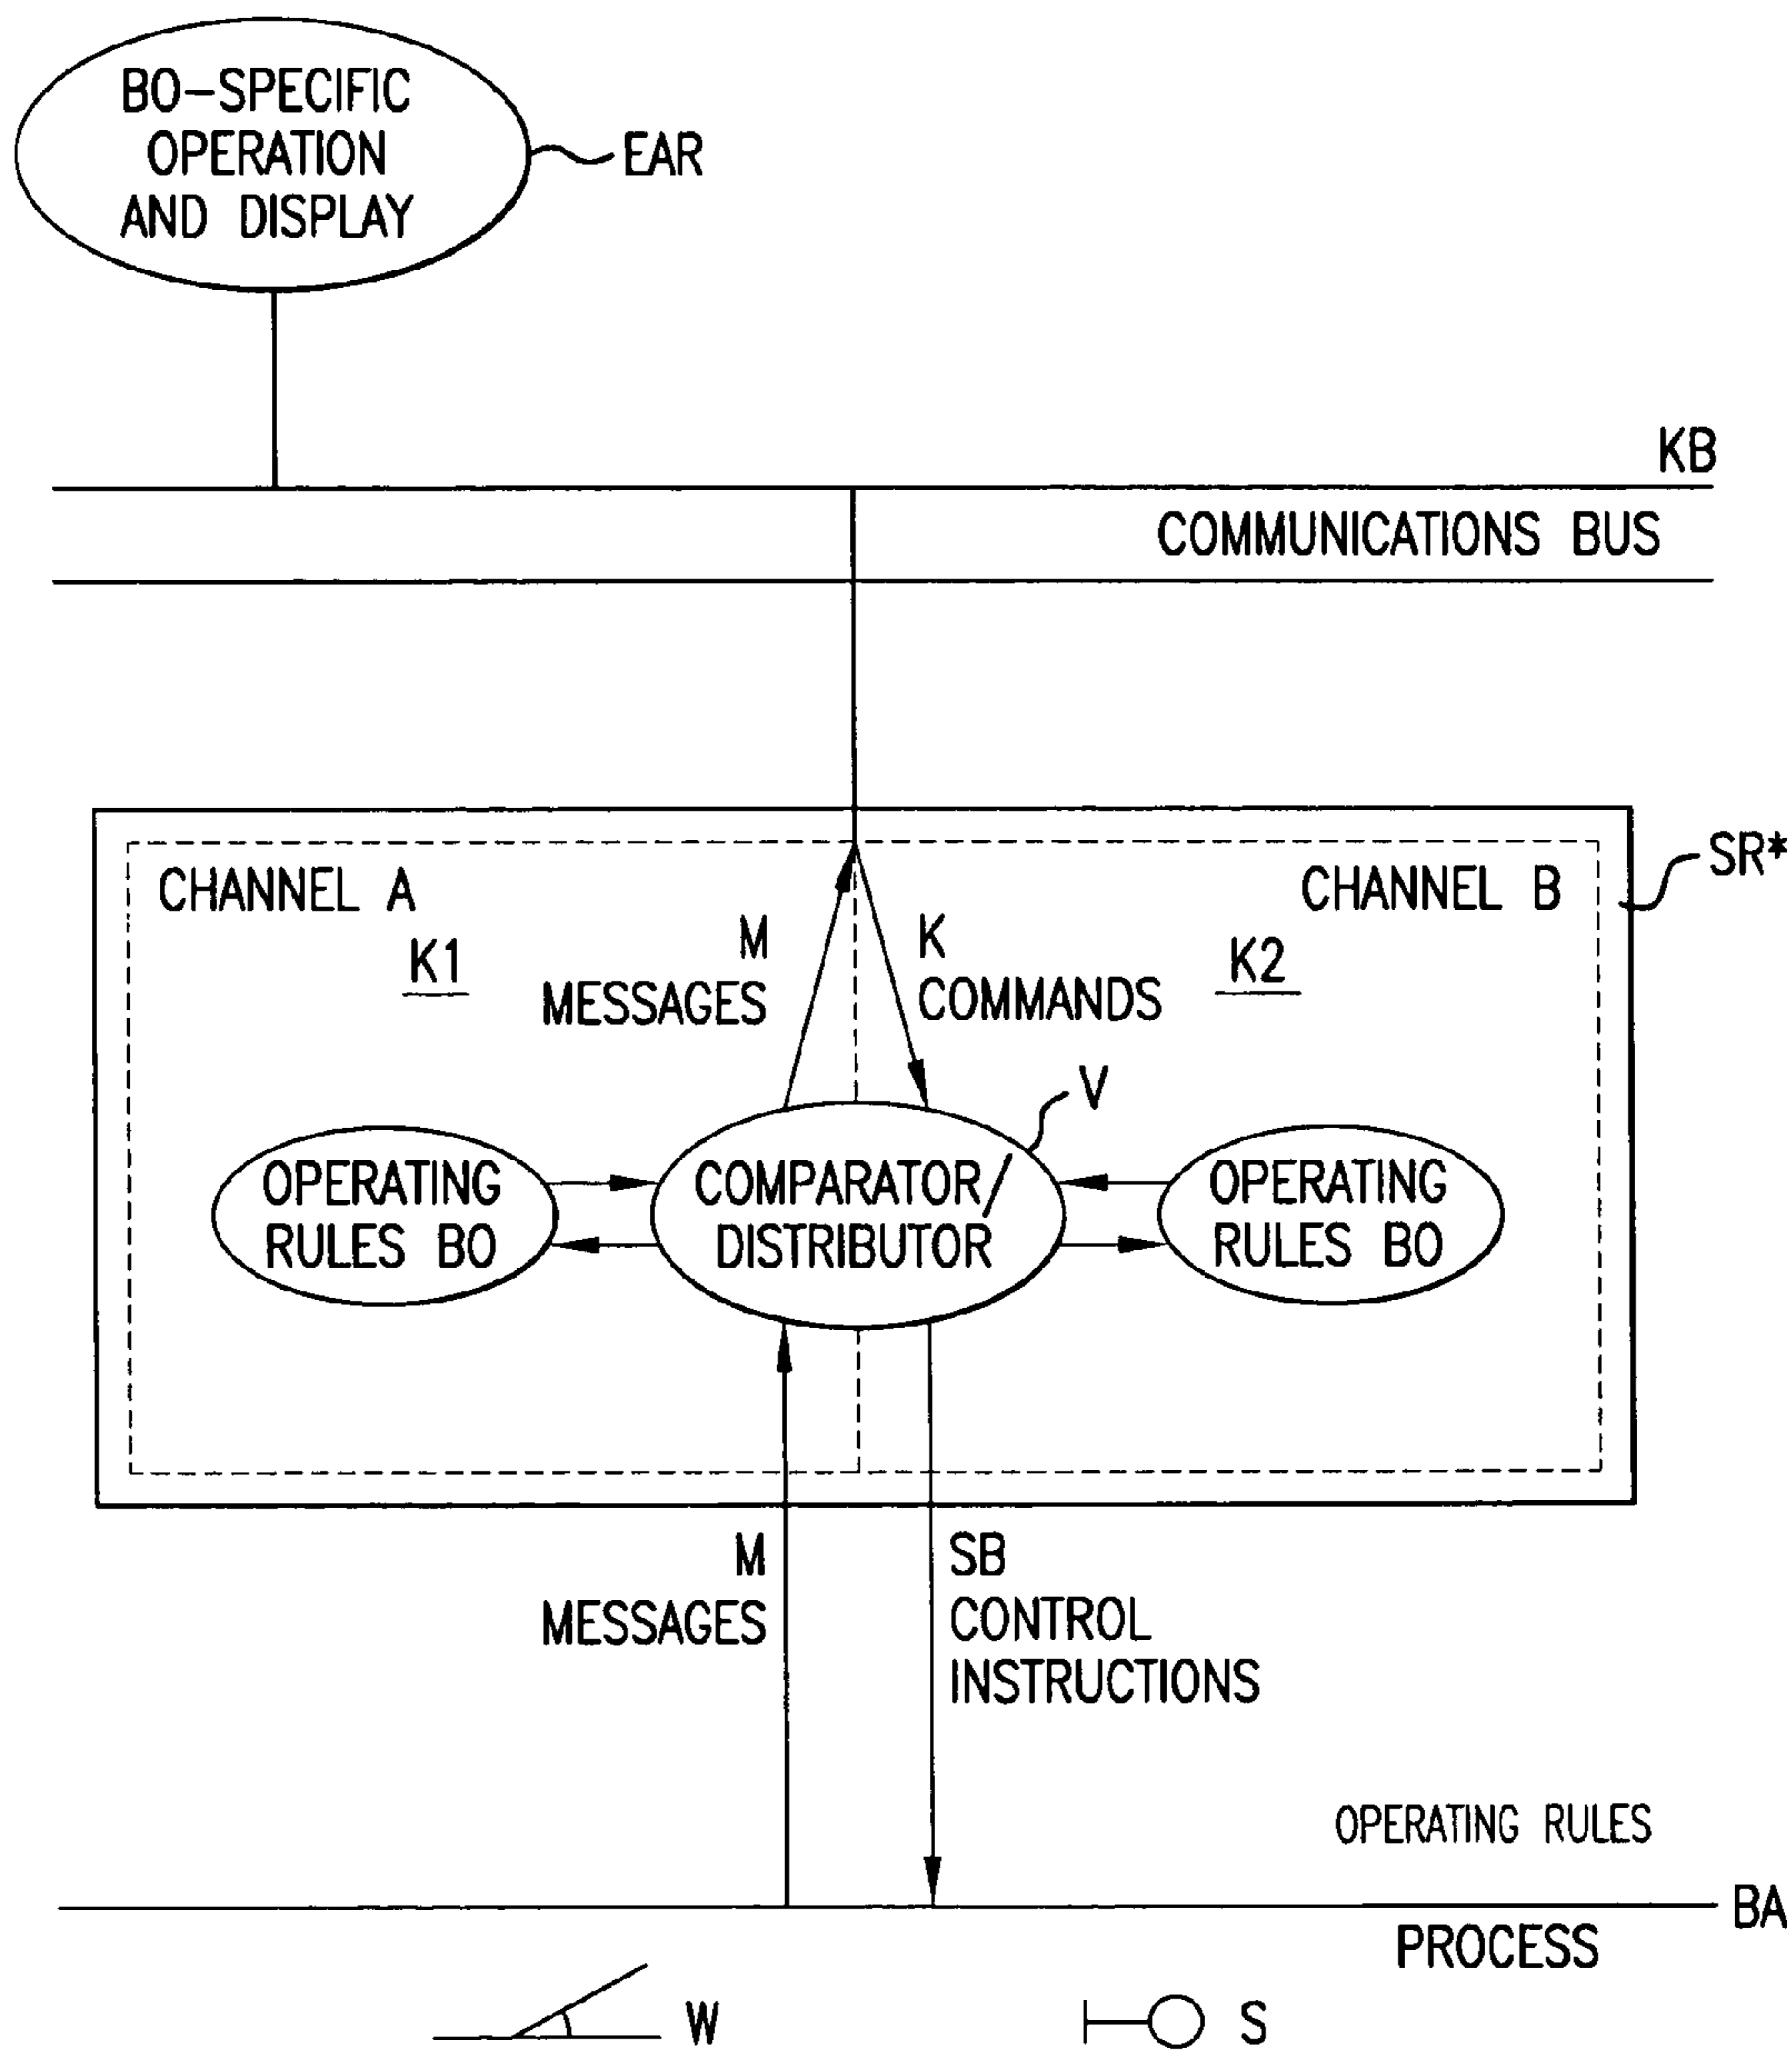 BO-SPECIFIC
OPERATION
AND DISPLAY
EAR
KB
COMMUNICATIONS BUS
SR*
CHANNEL A
CHANNEL B
K1
M
MESSAGES
K
COMMANDS
K2
V
OPERATING
RULES BO
COMPARATOR/
DISTRIBUTOR
OPERATING
RULES BO
M
MESSAGES
SB
CONTROL
INSTRUCTIONS
OPERATING RULES
BA
PROCESS
W
S